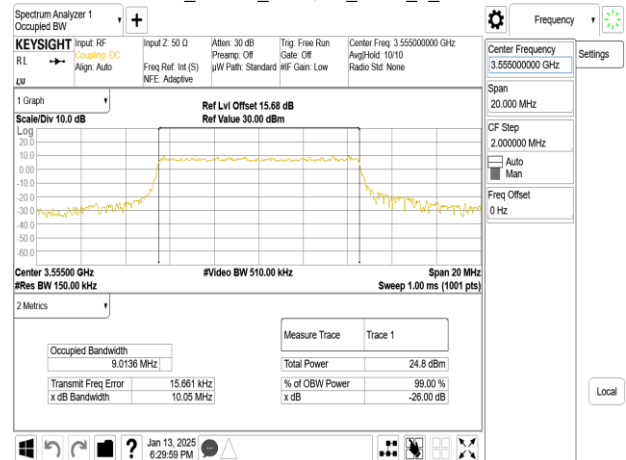 Spectrum Analyzer 1
Occupied BW
Frequency
KEYSIGHT
RL
Input: RF
Coupling: DC
Align: Auto
Input Z: 50 Ω
Freq Ref: Int (S)
NFE: Adaptive
Atten: 30 dB
Preamp: Off
µW Path: Standard
Trig: Free Run
Gate: Off
#IF Gain: Low
Center Freq: 3.555000000 GHz
Avg|Hold: 10/10
Radio Std: None
Center Frequency
3.555000000 GHz
Settings
Span
20.000 MHz
CF Step
2.000000 MHz
Auto
Man
Freq Offset
0 Hz
1 Graph
Scale/Div 10.0 dB
Ref Lvl Offset 15.68 dB
Ref Value 30.00 dBm
Log
20.0
10.0
0.00
-10.0
-20.0
-30.0
-40.0
-50.0
-60.0
Center 3.55500 GHz
#Video BW 510.00 kHz
Span 20 MHz
#Res BW 150.00 kHz
Sweep 1.00 ms (1001 pts)
2 Metrics
Measure Trace
Trace 1
Occupied Bandwidth
9.0136 MHz
Total Power
24.8 dBm
Transmit Freq Error
15.661 kHz
% of OBW Power
99.00 %
x dB Bandwidth
10.05 MHz
x dB
-26.00 dB
Local
?
Jan 13, 2025
6:29:59 PM